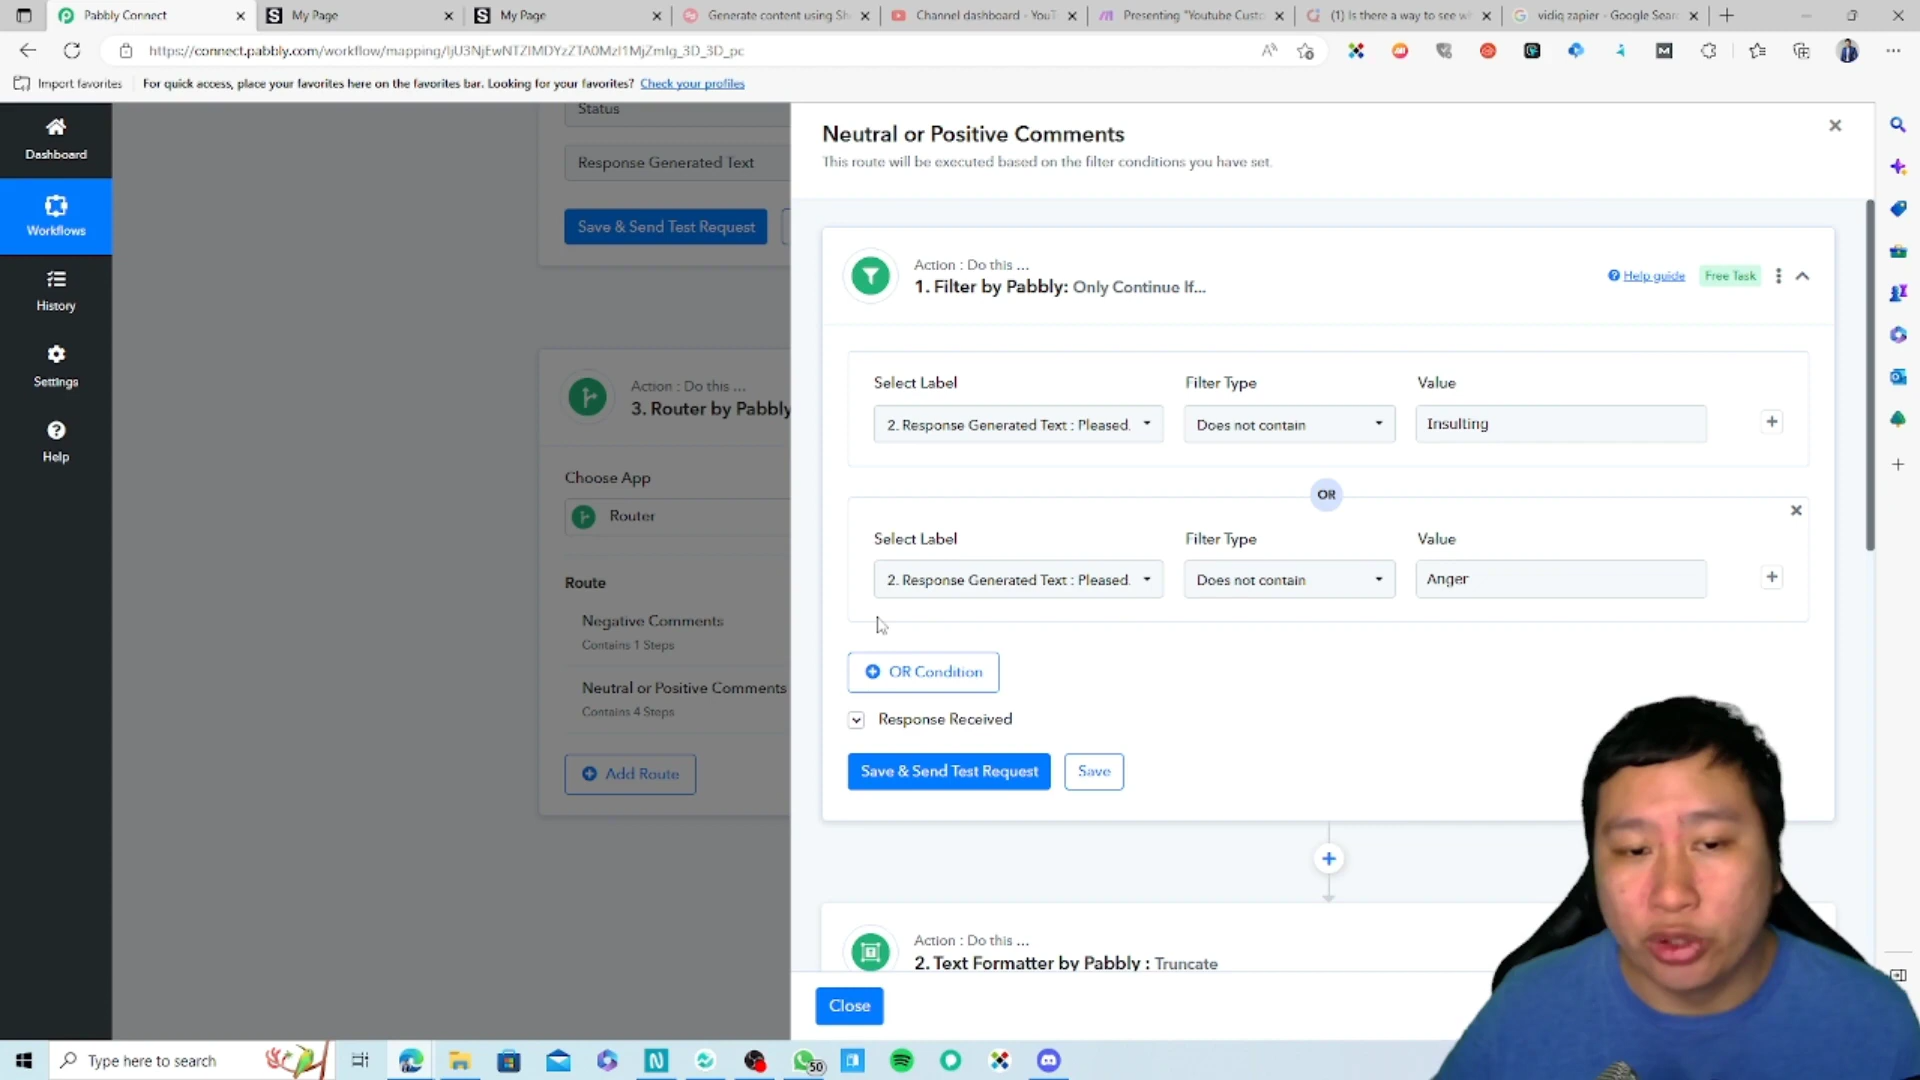 Pabbly Connect
My Page
My Page
Generate content using Sh
Channel dashboard - YouT
Presenting "Youtube Custo
(1) Is there a way to see wh
vidiq zapier - Google Sear
Import favorites
For quick access, place your favorites here on the favorites bar. Looking for your favorites? Check your profiles
Dashboard
Workflows
History
Settings
Help
Status
Response Generated Text
Save & Send Test Request
Action : Do this ...
3. Router by Pabbly
Choose App
Router
Route
Negative Comments
Contains 1 Steps
Neutral or Positive Comments
Contains 4 Steps
Add Route
Neutral or Positive Comments
This route will be executed based on the filter conditions you have set.
Action : Do this ...
1. Filter by Pabbly: Only Continue If...
Help guide
Free Task
Select Label
Filter Type
Value
2. Response Generated Text : Pleased.
Does not contain
Insulting
OR
Select Label
Filter Type
Value
2. Response Generated Text : Pleased.
Does not contain
Anger
OR Condition
Response Received
Save & Send Test Request
Save
Action : Do this ...
2. Text Formatter by Pabbly : Truncate
Close
Type here to search
50